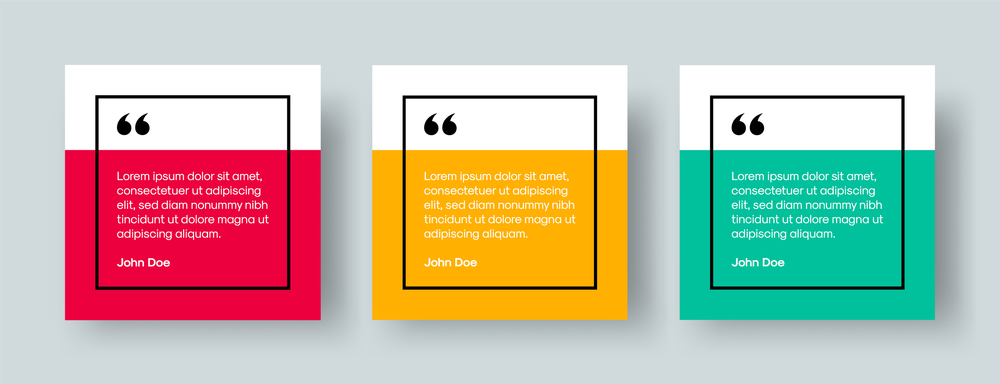 “
Lorem ipsum dolor sit amet,
consectetuer ut adipiscing
elit, sed diam nonummy nibh
tincidunt ut dolore magna ut
adipiscing aliquam.
John Doe
“
Lorem ipsum dolor sit amet,
consectetuer ut adipiscing
elit, sed diam nonummy nibh
tincidunt ut dolore magna ut
adipiscing aliquam.
John Doe
“
Lorem ipsum dolor sit amet,
consectetuer ut adipiscing
elit, sed diam nonummy nibh
tincidunt ut dolore magna ut
adipiscing aliquam.
John Doe